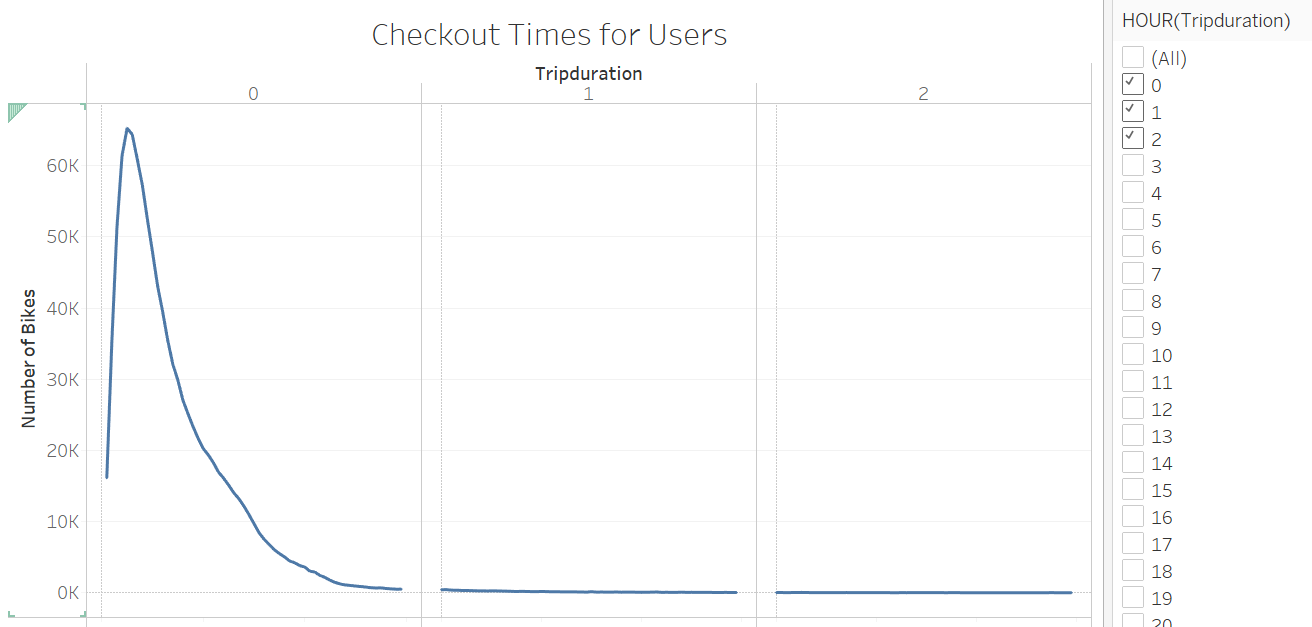 Checkout Times for Users
Tripduration
0 1 2
Number of Bikes
60K
50K
40K
30K
20K
10K
0K
HOUR(Tripduration)
(All)
0
1
2
3
4
5
6
7
8
9
10
11
12
13
14
15
16
17
18
19
20